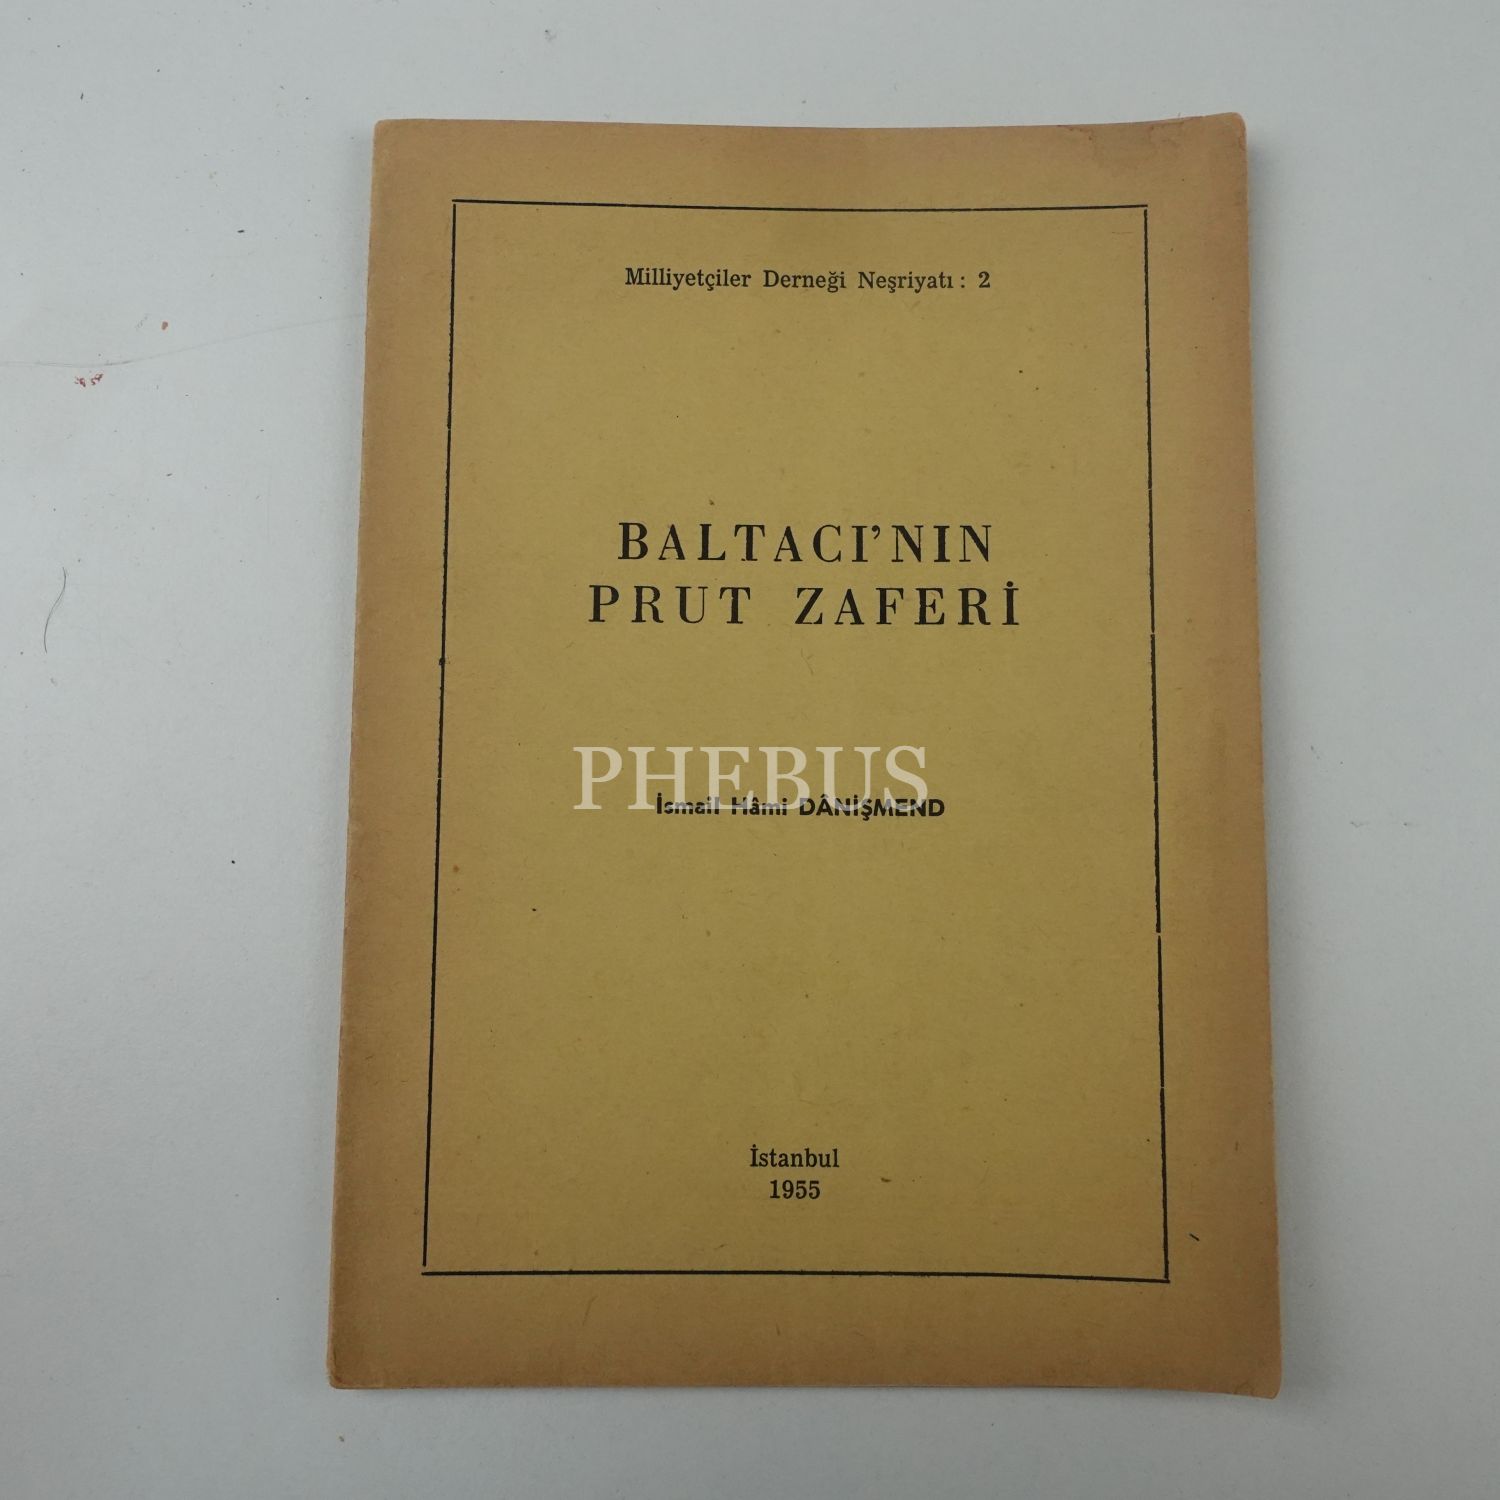 Milliyetçiler Derneği Neşriyatı: 2
BALTACI’NIN
PRUT ZAFERİ
PHEBUS
İsmail Hâmi DÂNİŞMEND
İstanbul
1955